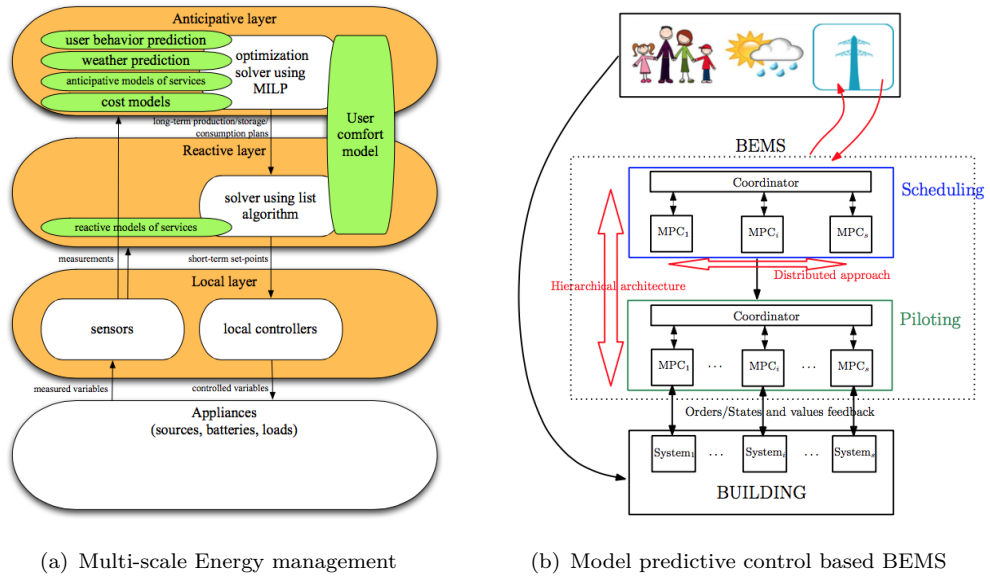 Anticipative layer
user behavior prediction
weather prediction
anticipative models of services
cost models
optimization
solver using
MILP
User
comfort
model
long-term production/storage/
consumption plans
Reactive layer
solver using list
algorithm
reactive models of services
measurements
short-term set-points
Local layer
sensors
local controllers
measured variables
controlled variables
Appliances
(sources, batteries, loads)
(a) Multi-scale Energy management
BEMS
Coordinator
Scheduling
MPC1
MPCi
MPCs
Hierarchical architecture
Distributed approach
Coordinator
Piloting
MPC1 ... MPCi ... MPCs
Orders/States and values feedback
System1 ... Systemi ... Systems
BUILDING
(b) Model predictive control based BEMS